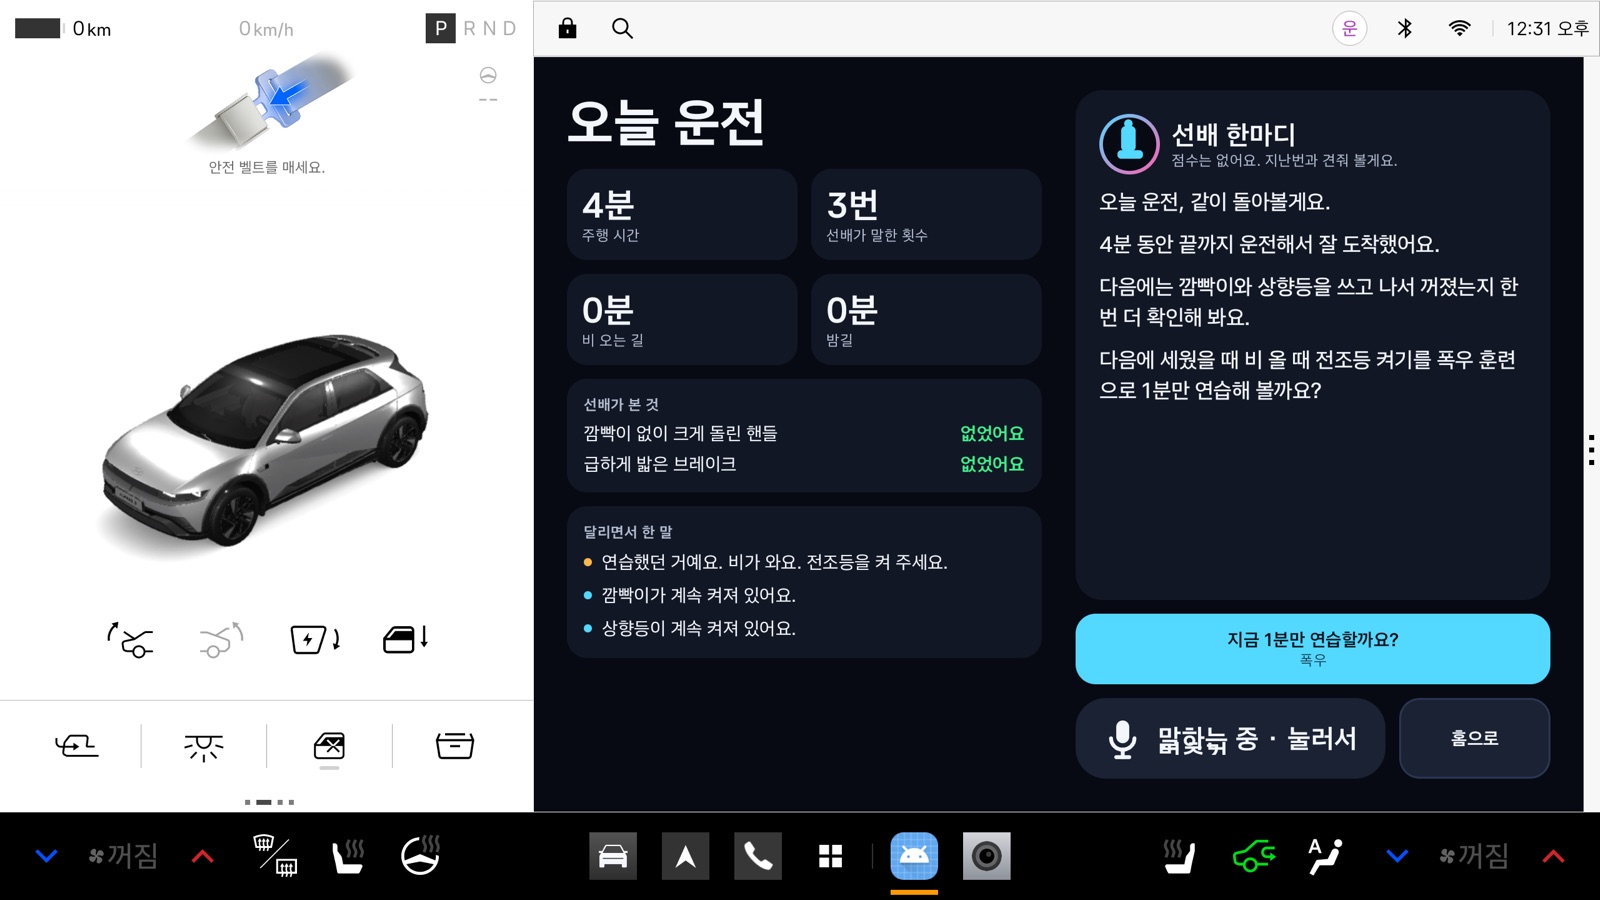 0 km
0 km/h
P R N D
안전 벨트를 매세요.
운
12:31 오후
오늘 운전
4분
주행 시간
3번
선배가 말한 횟수
0분
비 오는 길
0분
밤길
선배가 본 것
깜빡이 없이 크게 돌린 핸들 없었어요
급하게 밟은 브레이크 없었어요
달리면서 한 말
연습했던 거예요. 비가 와요. 전조등을 켜 주세요.
깜빡이가 계속 켜져 있어요.
상향등이 계속 켜져 있어요.
선배 한마디
점수는 없어요. 지난번과 견줘 볼게요.
오늘 운전, 같이 돌아볼게요.
4분 동안 끝까지 운전해서 잘 도착했어요.
다음에는 깜빡이와 상향등을 쓰고 나서 꺼졌는지 한
번 더 확인해 봐요.
다음에 세웠을 때 비 올 때 전조등 켜기를 폭우 훈련
으로 1분만 연습해 볼까요?
지금 1분만 연습할까요?
폭우
중 · 눌러서
홈으로
꺼짐
A
꺼짐